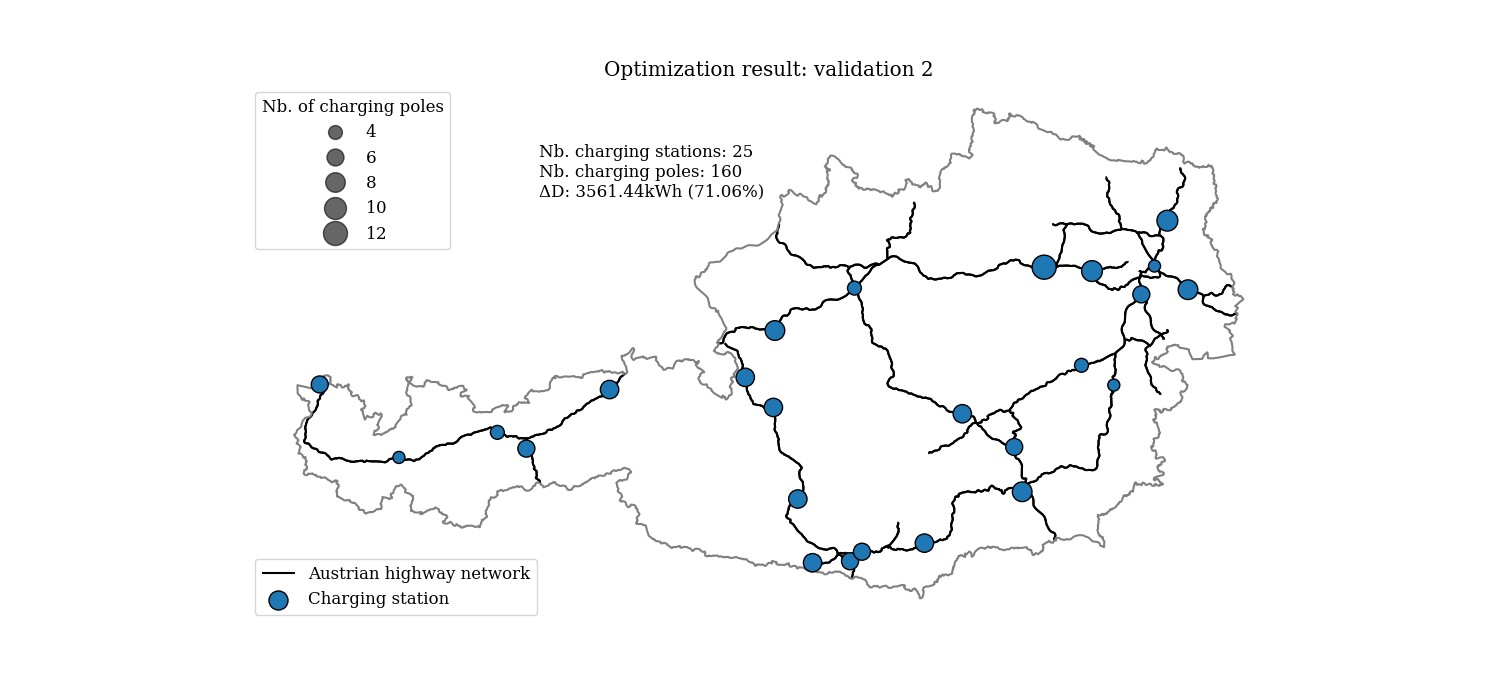 Optimization result: validation 2
Nb. of charging poles
4
6
8
10
12
Nb. charging stations: 25
Nb. charging poles: 160
ΔD: 3561.44kWh (71.06%)
Austrian highway network
Charging station